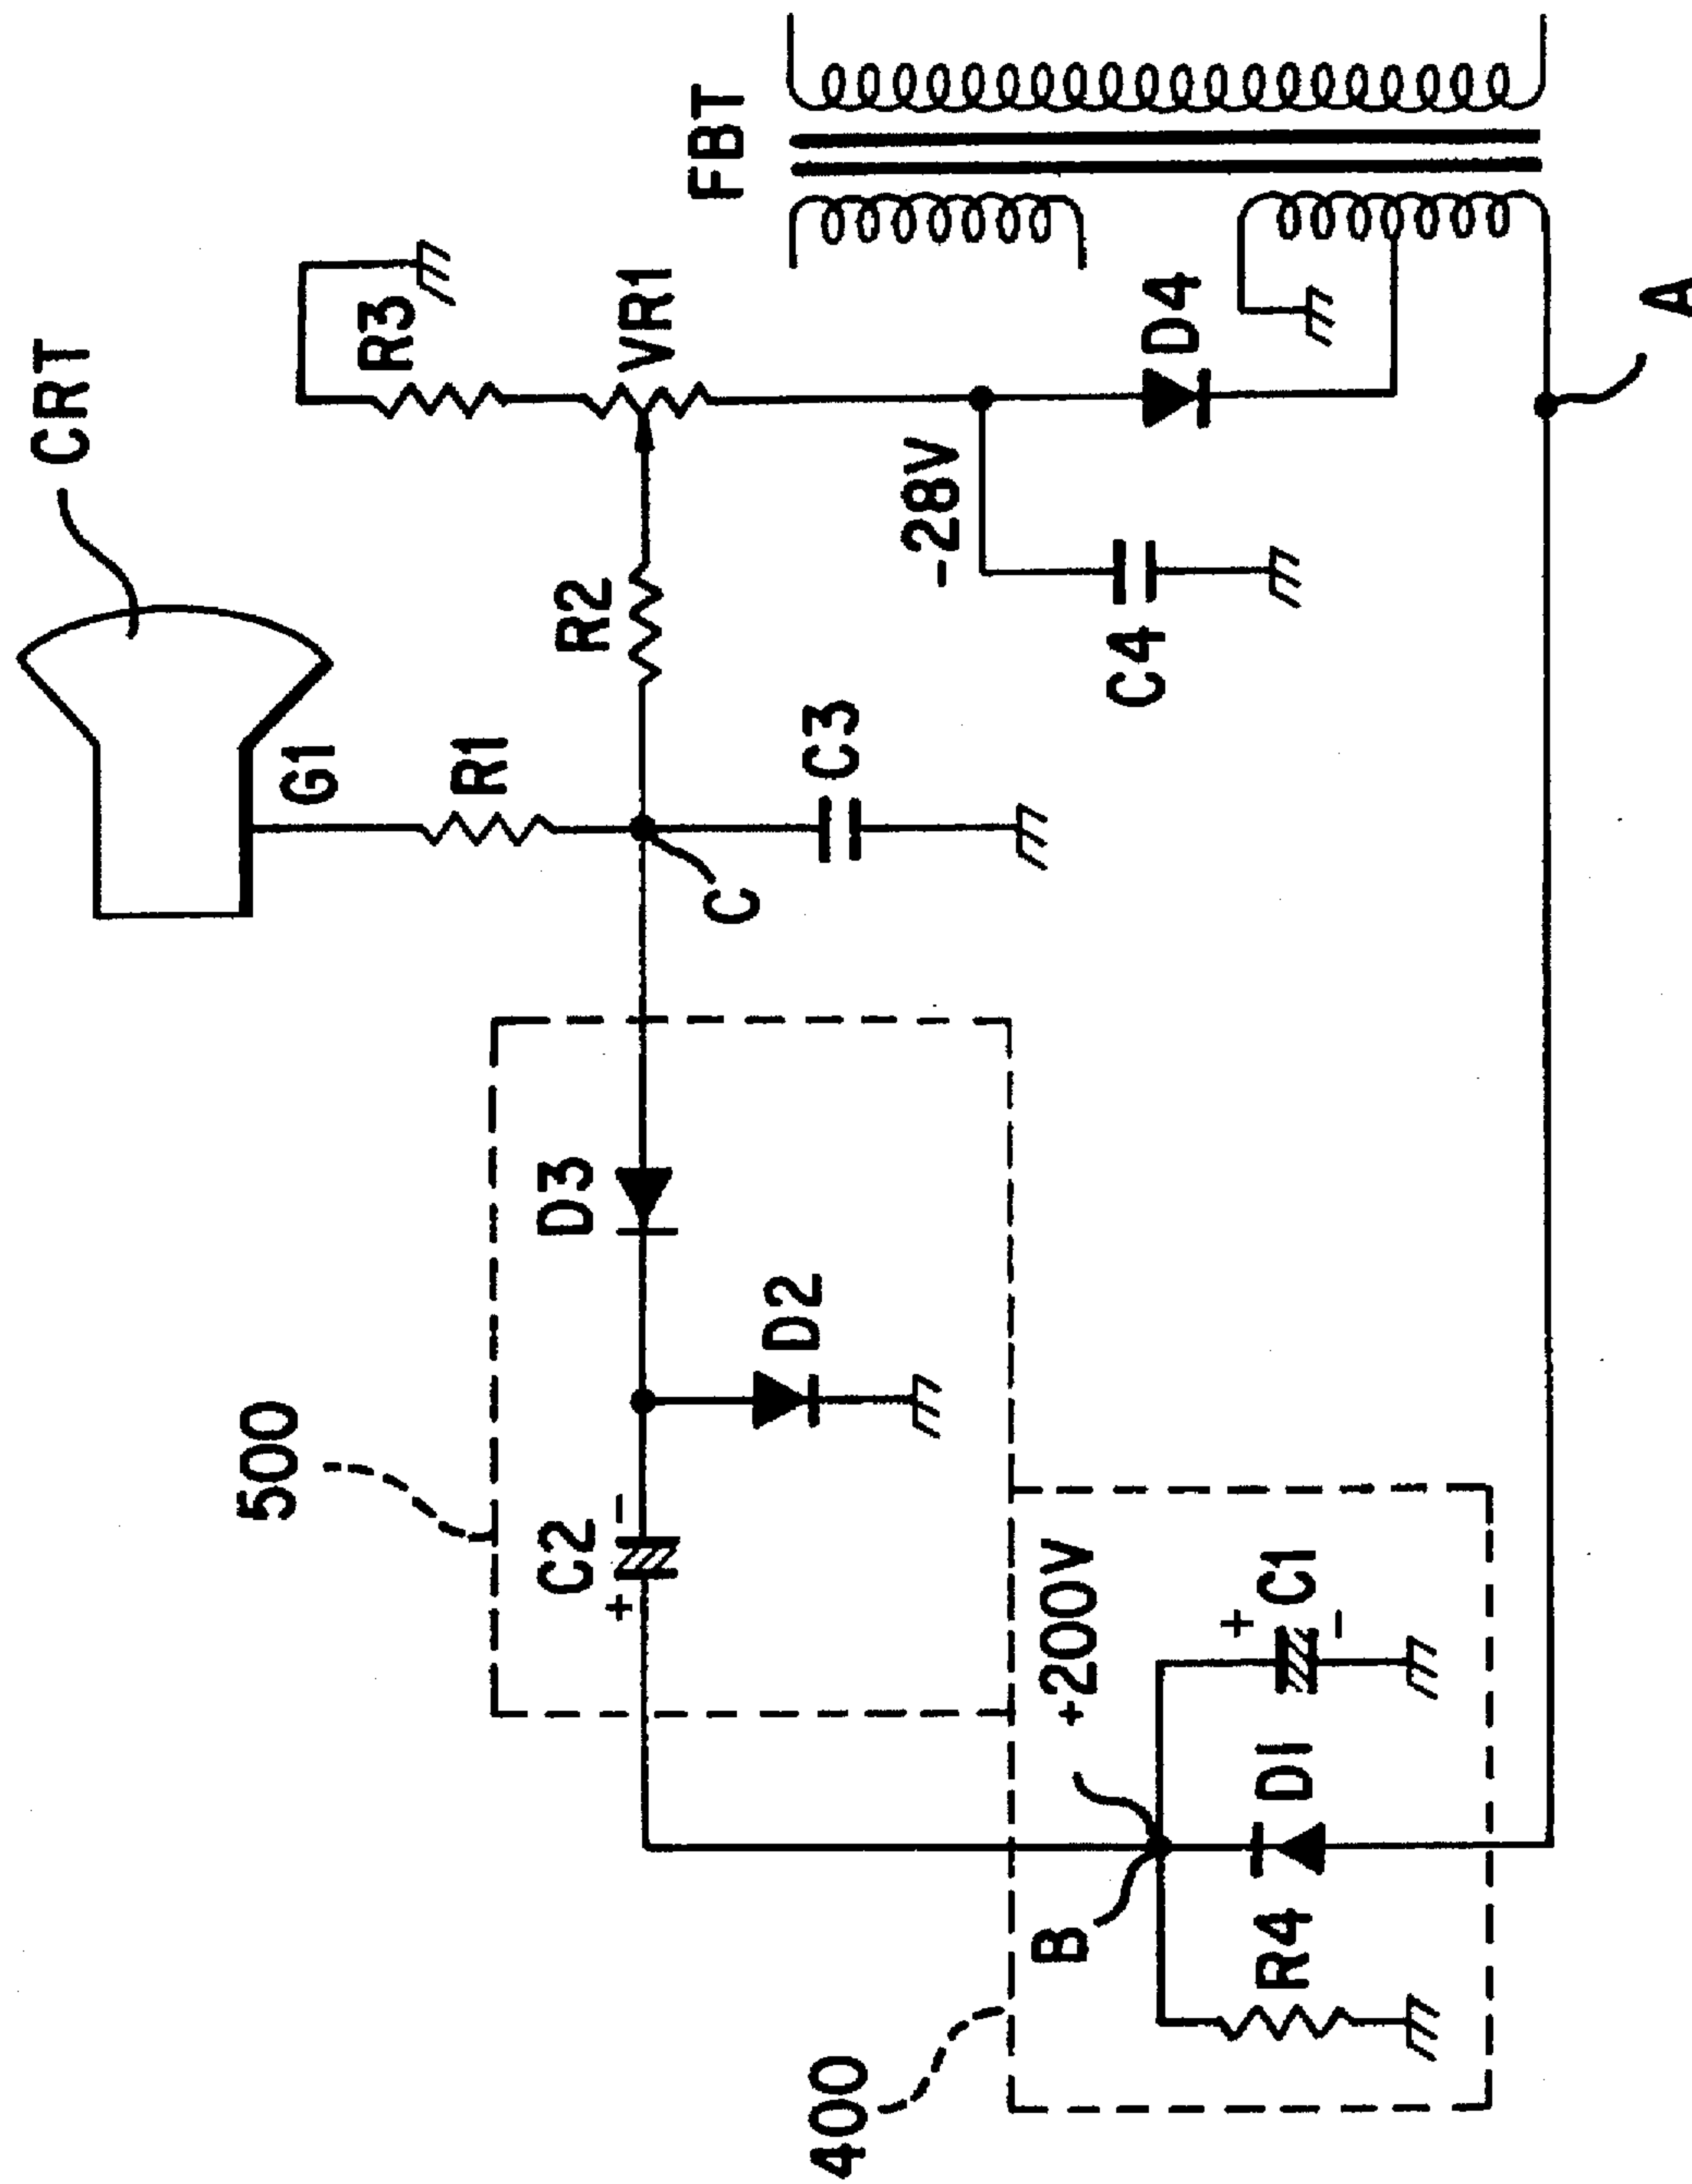 CRT
G1
R1
R3
VR1
FBT
R2
C
C3
-28V
C4
D4
A
500
D3
D2
C2
+
-
+200V
B
400
R4
D1
C1
+
-